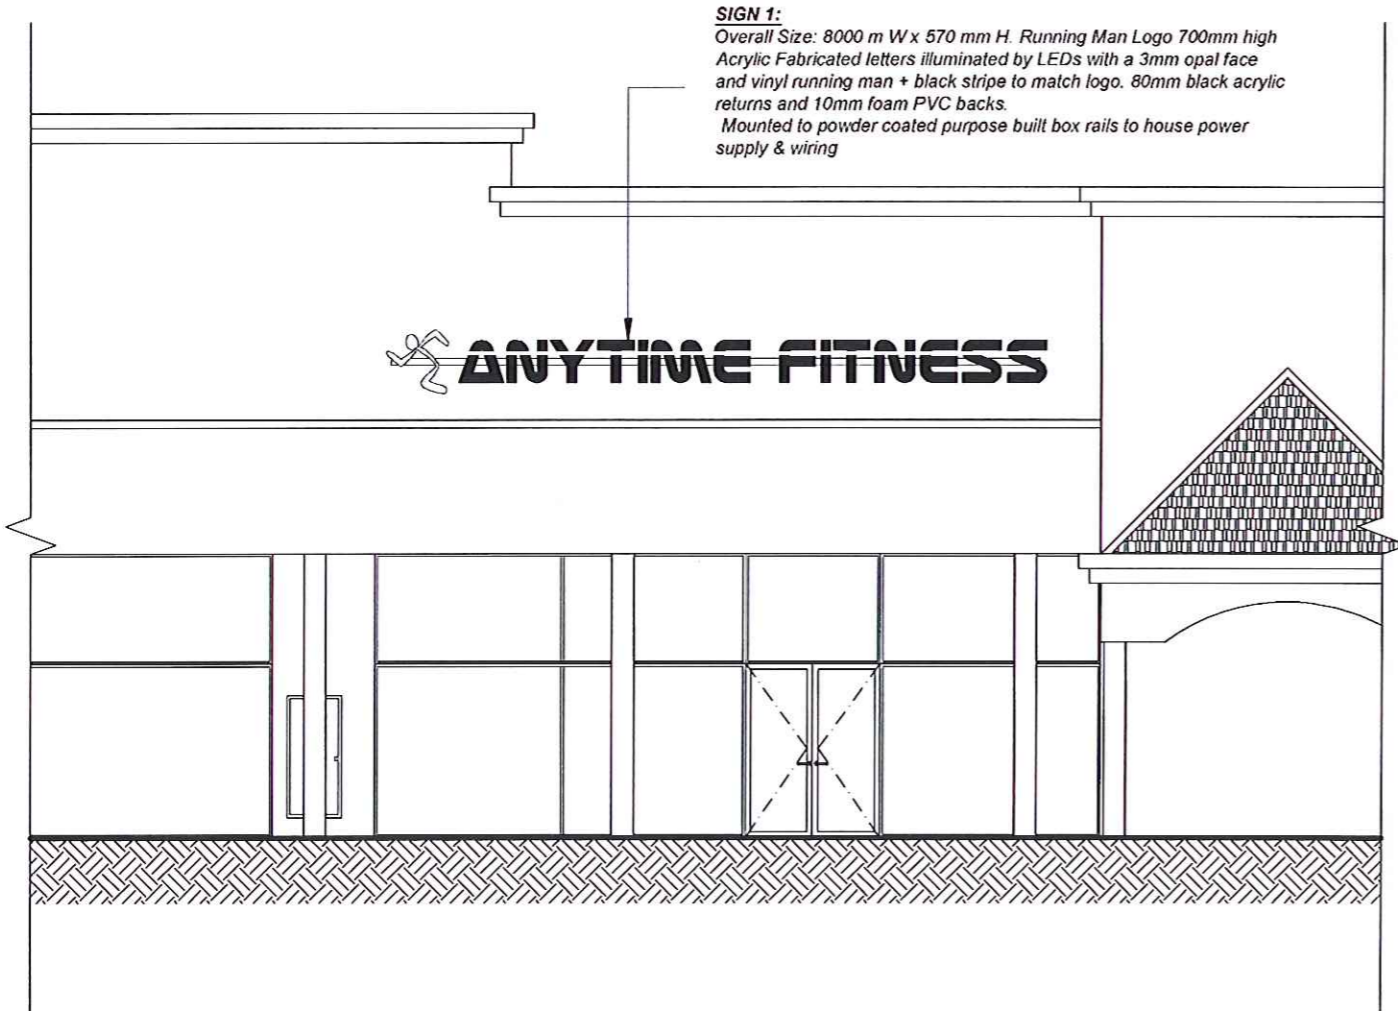 SIGN 1:
Overall Size: 8000 m W x 570 mm H. Running Man Logo 700mm high
Acrylic Fabricated letters illuminated by LEDs with a 3mm opal face
and vinyl running man + black stripe to match logo. 80mm black acrylic
returns and 10mm foam PVC backs.
Mounted to powder coated purpose built box rails to house power
supply & wiring
ANYTIME FITNESS